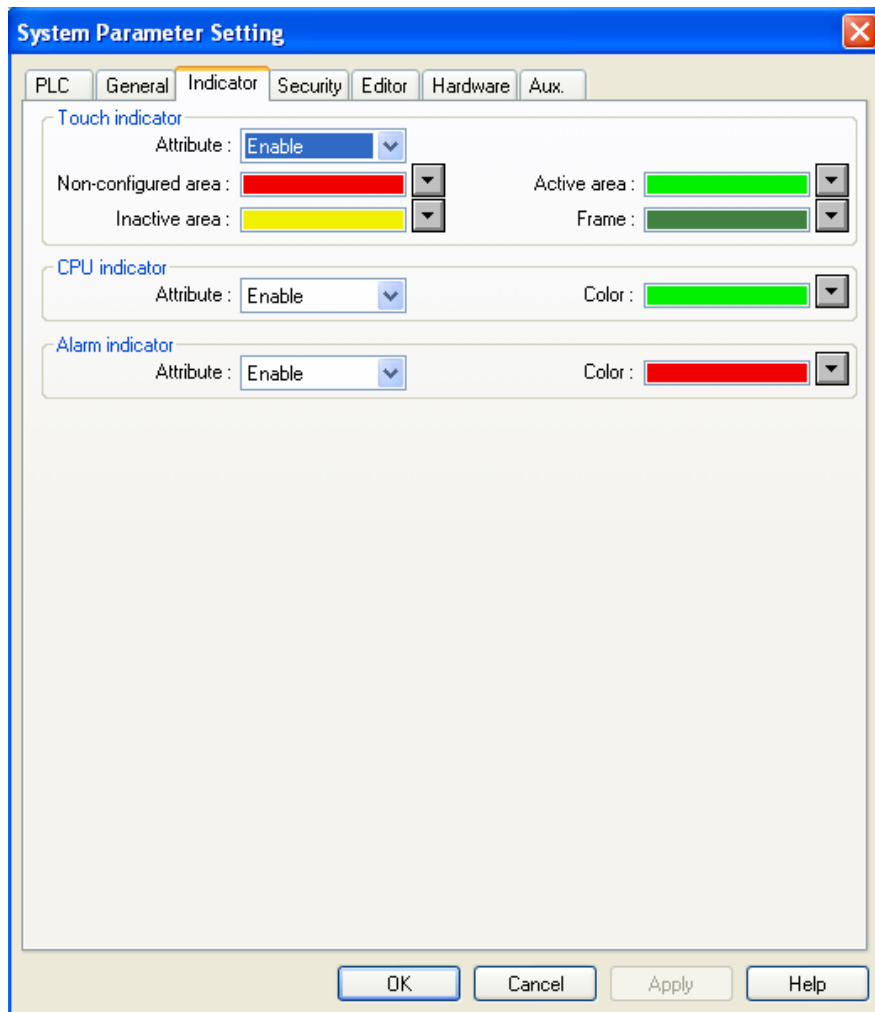 System Parameter Setting
PLC General Indicator Security Editor Hardware Aux.
Touch indicator
Attribute : Enable
Non-configured area : Active area :
Inactive area : Frame :
CPU indicator
Attribute : Enable Color :
Alarm indicator
Attribute : Enable Color :
OK Cancel Apply Help